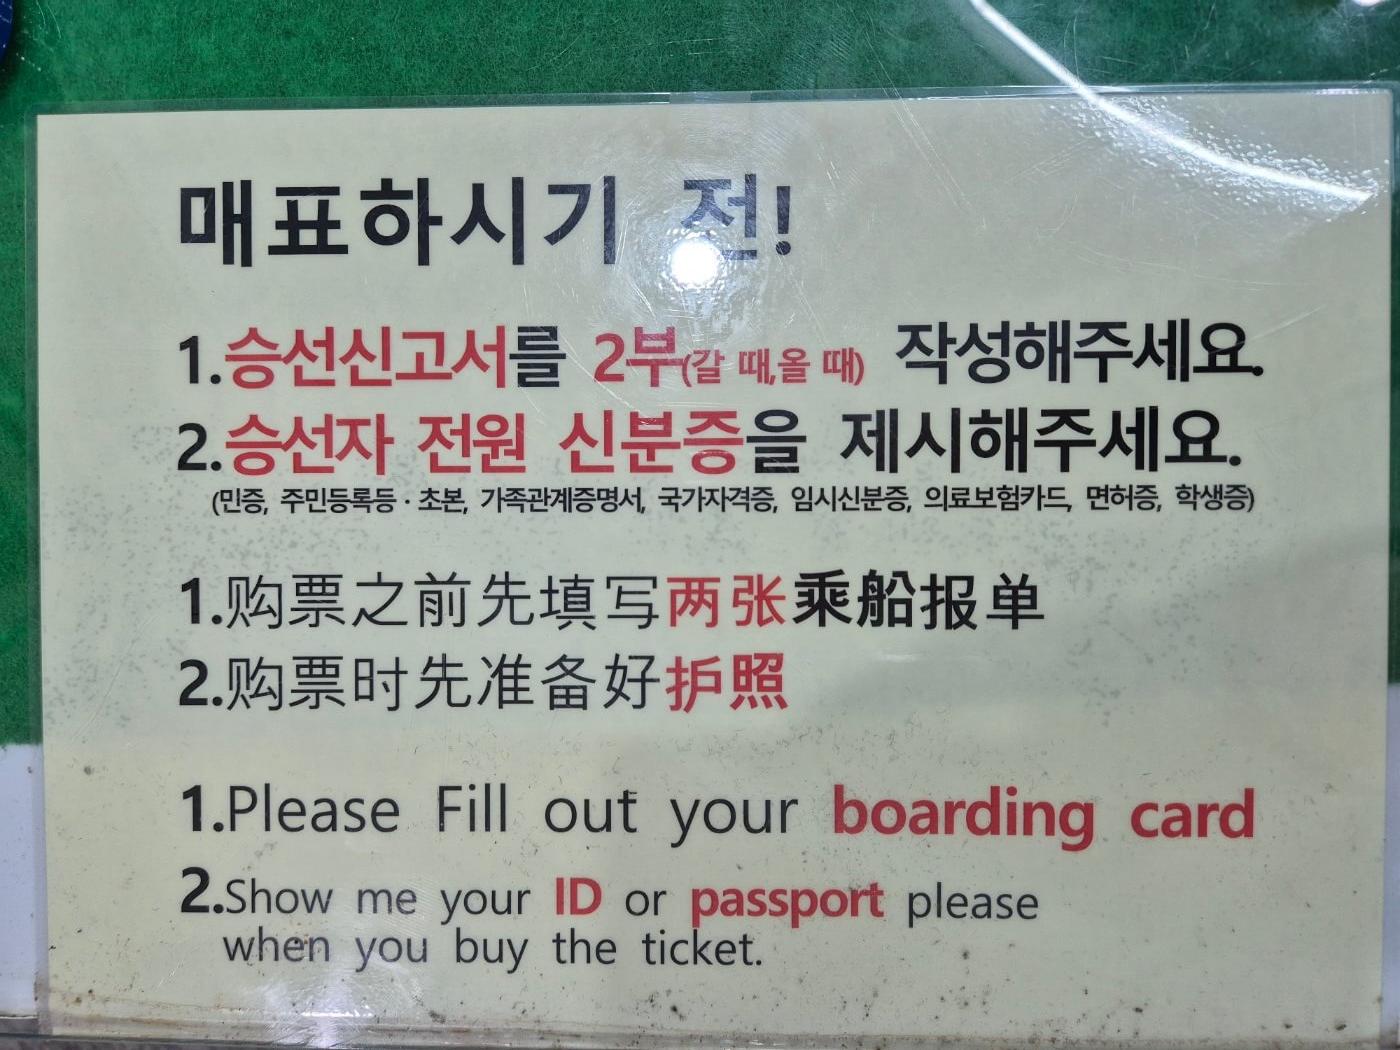 매표하시기 전!
1.승선신고서를 2부(갈 때,올 때) 작성해주세요.
2.승선자 전원 신분증을 제시해주세요.
(민증, 주민등록등·초본, 가족관계증명서, 국가자격증, 임시신분증, 의료보험카드, 면허증, 학생증)
1.购票之前先填写两张乘船报单
2.购票时先准备好护照
1.Please Fill out your boarding card
2.Show me your ID or passport please
when you buy the ticket.